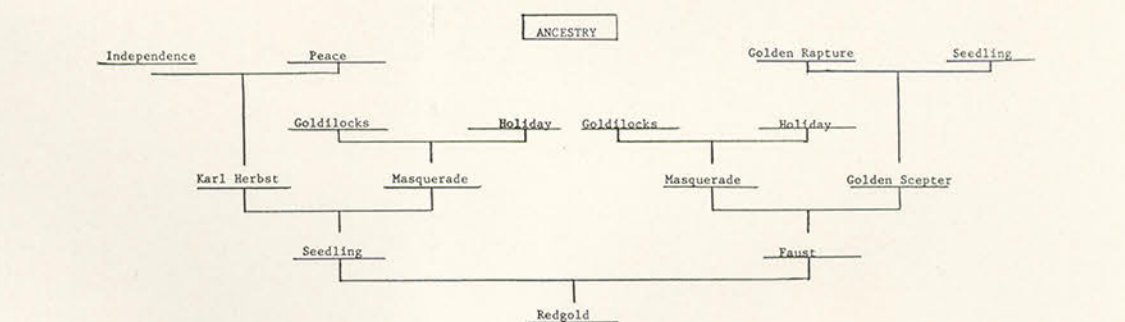 ANCESTRY
Independence Peace Golden Rapture Seedling
Goldilocks Holiday Goldilocks Holiday
Karl Herbst Masquerade Masquerade Golden Scepter
Seedling Faust
Redgold